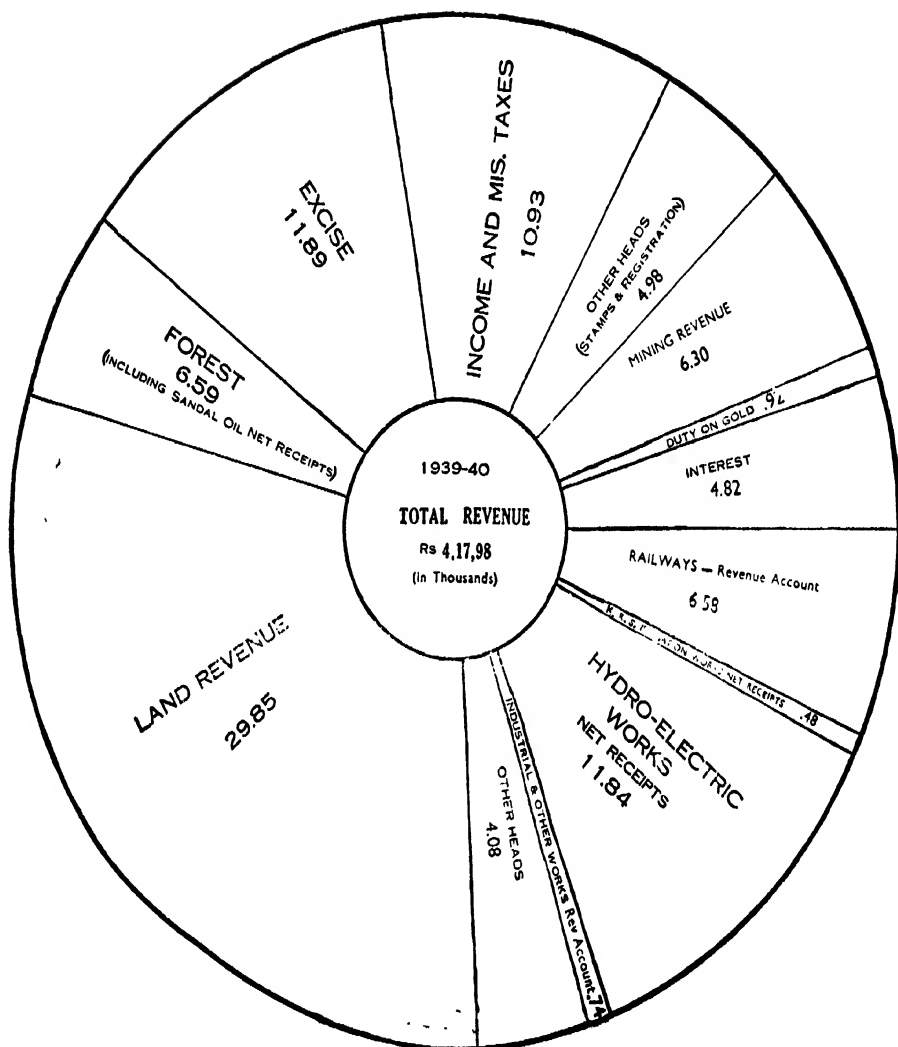 INCOME AND MIS. TAXES
10.93
OTHER HEADS
(STAMPS & REGISTRATION)
4.98
MINING REVENUE
6.30
DUTY ON GOLD
INTEREST
4.82
RAILWAYS — Revenue Account
6 58
NET RECEIPTS .48
HYDRO-ELECTRIC
WORKS
NET RECEIPTS
11.84
INDUSTRIAL & OTHER WORKS Rev Account .74
OTHER HEADS
4.08
LAND REVENUE
29.85
FOREST
6.59
(INCLUDING SANDAL OIL NET RECEIPTS)
EXCISE
11.89
1939-40
TOTAL REVENUE
Rs 4,17,98
(in Thousands)